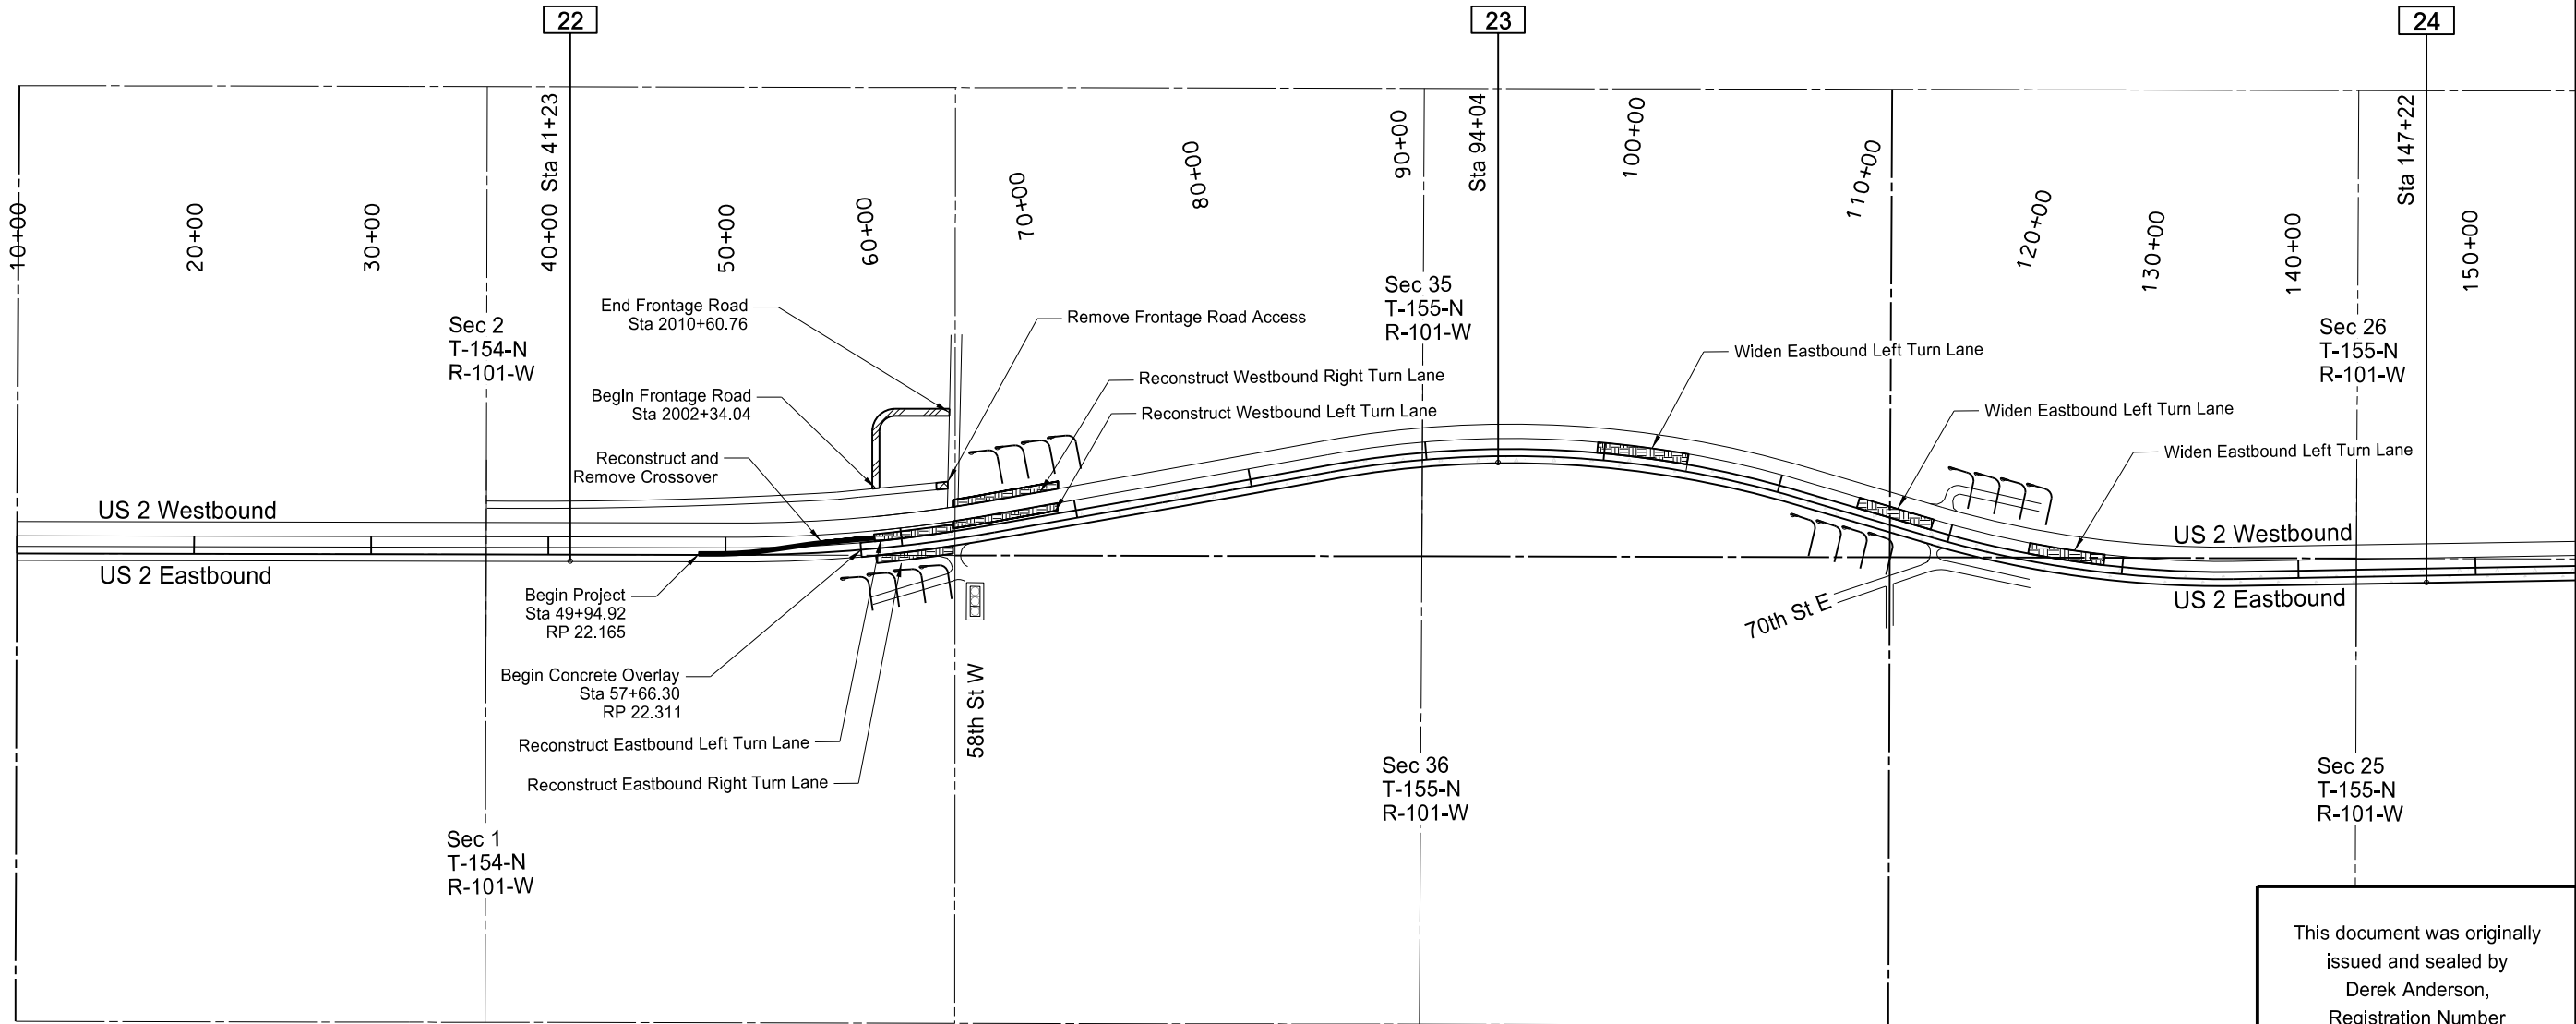 22
23
24
Sta 41+23
Sta 94+04
Sta 147+22
10+00
20+00
30+00
40+00
50+00
60+00
70+00
80+00
90+00
100+00
110+00
120+00
130+00
140+00
150+00
Sec 2
T-154-N
R-101-W
End Frontage Road
Sta 2010+60.76
Begin Frontage Road
Sta 2002+34.04
Reconstruct and
Remove Crossover
Remove Frontage Road Access
Reconstruct Westbound Right Turn Lane
Reconstruct Westbound Left Turn Lane
Sec 35
T-155-N
R-101-W
Widen Eastbound Left Turn Lane
Widen Eastbound Left Turn Lane
Widen Eastbound Left Turn Lane
Sec 26
T-155-N
R-101-W
US 2 Westbound
US 2 Eastbound
US 2 Westbound
US 2 Eastbound
Begin Project
Sta 49+94.92
RP 22.165
Begin Concrete Overlay
Sta 57+66.30
RP 22.311
Reconstruct Eastbound Left Turn Lane
Reconstruct Eastbound Right Turn Lane
58th St W
70th St E
Sec 1
T-154-N
R-101-W
Sec 36
T-155-N
R-101-W
Sec 25
T-155-N
R-101-W
This document was originally
issued and sealed by
Derek Anderson,
Registration Number